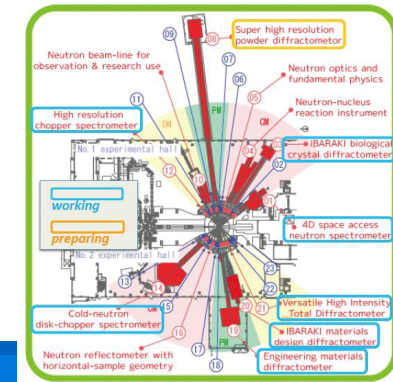 09
08
Super high resolution
powder diffractometer
Neutron beam-line for
observation & research use
07
06
05
Neutron optics and
fundamental physics
High resolution
chopper spectrometer
11
DM
PM
CM
Neutron-nucleus
reaction instrument
No.1 experimental hall
04
03
IBARAKI biological
crystal diffractometer
12
10
02
01
working
preparing
4D space access
neutron spectrometer
No.2 experimental hall
13
14
23
22
15
20
21
Versatile High Intensity
Total Diffractometer
Cold-neutron
disk-chopper spectrometer
CM
16
19
IBARAKI materials
design diffractometer
Neutron reflectometer with
horizontal-sample geometry
17
18
PM
Engineering materials
diffractometer